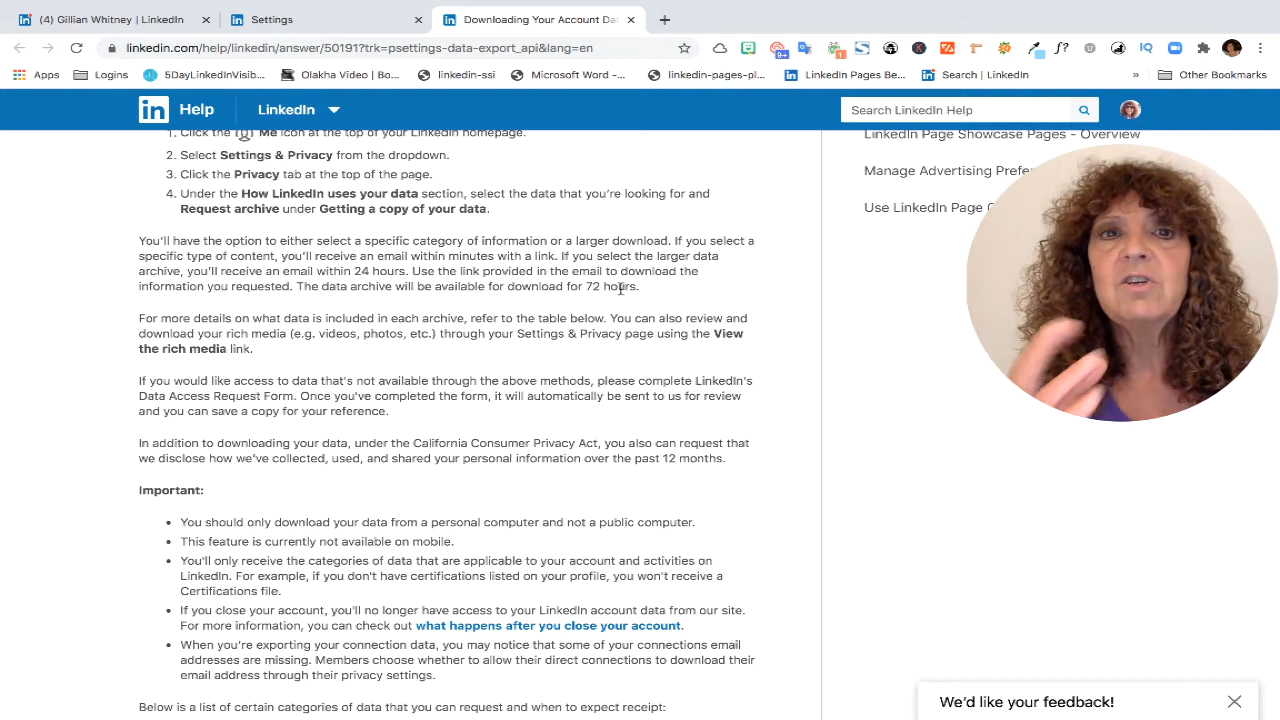 (4) Gillian Whitney | LinkedIn
Settings
Downloading Your Account Da
linkedin.com/help/linkedin/answer/50191?trk=psettings-data-export_api&lang=en
9+
1
f?
IQ
Apps
Logins
5DayLinkedInVisib...
Olakha Video | Bo...
linkedin-ssi
Microsoft Word -...
linkedin-pages-pl...
LinkedIn Pages Be...
Search | LinkedIn
»
Other Bookmarks
in Help
LinkedIn
Search LinkedIn Help
1. Click the Me icon at the top of your LinkedIn homepage.
2. Select Settings & Privacy from the dropdown.
3. Click the Privacy tab at the top of the page.
4. Under the How LinkedIn uses your data section, select the data that you're looking for and
Request archive under Getting a copy of your data.
You'll have the option to either select a specific category of information or a larger download. If you select a
specific type of content, you'll receive an email within minutes with a link. If you select the larger data
archive, you'll receive an email within 24 hours. Use the link provided in the email to download the
information you requested. The data archive will be available for download for 72 hours.
For more details on what data is included in each archive, refer to the table below. You can also review and
download your rich media (e.g. videos, photos, etc.) through your Settings & Privacy page using the View
the rich media link.
If you would like access to data that's not available through the above methods, please complete LinkedIn's
Data Access Request Form. Once you've completed the form, it will automatically be sent to us for review
and you can save a copy for your reference.
In addition to downloading your data, under the California Consumer Privacy Act, you also can request that
we disclose how we've collected, used, and shared your personal information over the past 12 months.
Important:
• You should only download your data from a personal computer and not a public computer.
• This feature is currently not available on mobile.
• You'll only receive the categories of data that are applicable to your account and activities on
LinkedIn. For example, if you don't have certifications listed on your profile, you won't receive a
Certifications file.
• If you close your account, you'll no longer have access to your LinkedIn account data from our site.
For more information, you can check out what happens after you close your account.
• When you're exporting your connection data, you may notice that some of your connections email
addresses are missing. Members choose whether to allow their direct connections to download their
email address through their privacy settings.
Below is a list of certain categories of data that you can request and when to expect receipt:
LinkedIn Page Showcase Pages - Overview
Manage Advertising Prefe
Use LinkedIn Page
We'd like your feedback!